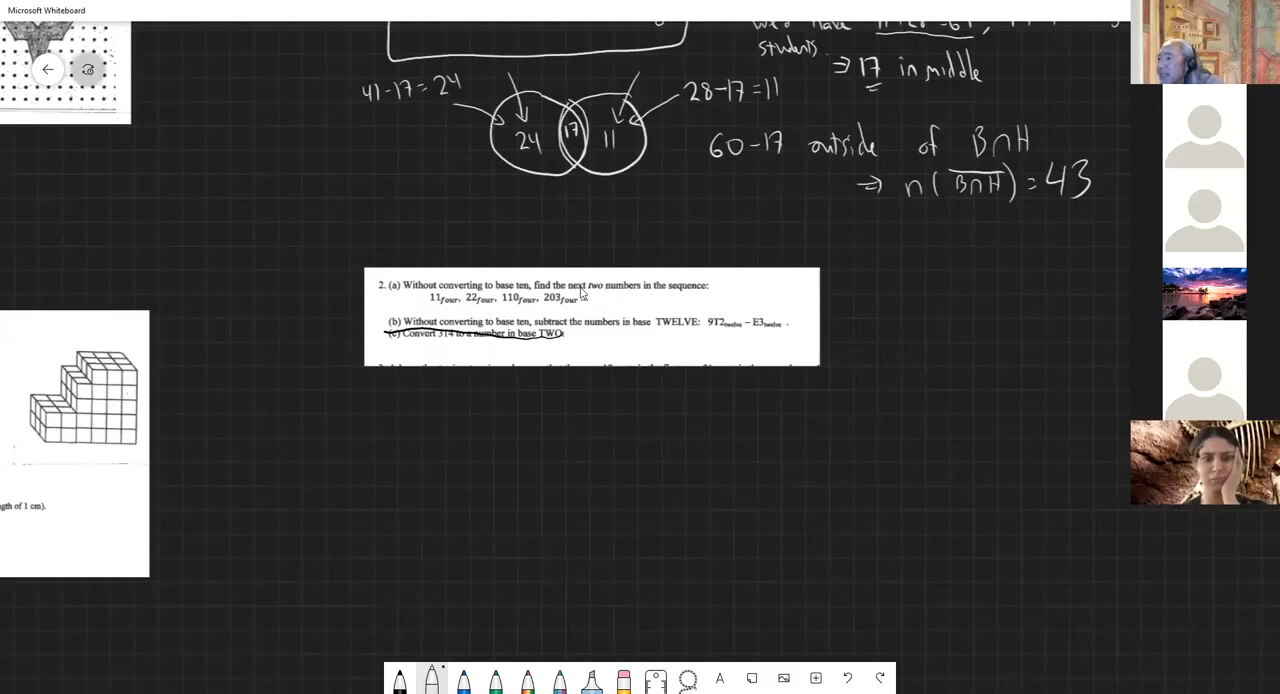 Microsoft Whiteboard
students.
⇒ 17 in middle
41-17=24
28-17=11
24
17
11
60-17 outside of B∩H
⇒ n(B∩H)=43
2. (a) Without converting to base ten, find the next two numbers in the sequence:
11four, 22four, 110four, 203four
(b) Without converting to base ten, subtract the numbers in base TWELVE: 9T2twelve – E3twelve .
(c) Convert 314 to a number in base TWO.
gth of 1 cm).
A